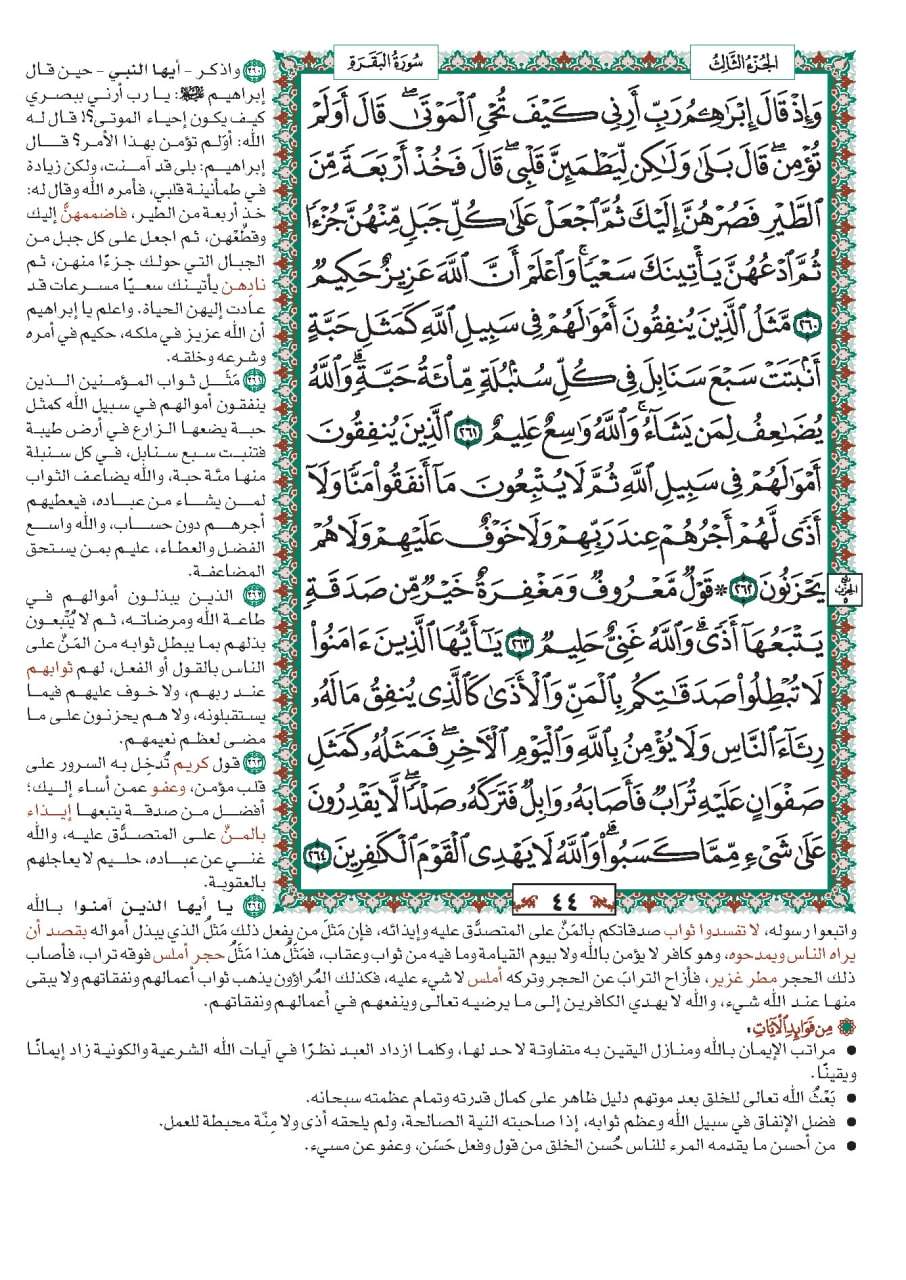 الجزء الثالث
سورة البقرة
وَإِذْ قَالَ إِبْرَٰهِـۧمُ رَبِّ أَرِنِى كَيْفَ تُحْىِ ٱلْمَوْتَىٰ ۖ قَالَ أَوَلَمْ
تُؤْمِن ۖ قَالَ بَلَىٰ وَلَـٰكِن لِّيَطْمَئِنَّ قَلْبِى ۖ قَالَ فَخُذْ أَرْبَعَةً مِّنَ
ٱلطَّيْرِ فَصُرْهُنَّ إِلَيْكَ ثُمَّ ٱجْعَلْ عَلَىٰ كُلِّ جَبَلٍ مِّنْهُنَّ جُزْءًا
ثُمَّ ٱدْعُهُنَّ يَأْتِينَكَ سَعْيًا ۚ وَٱعْلَمْ أَنَّ ٱللَّهَ عَزِيزٌ حَكِيمٌ
٢٦٠ مَّثَلُ ٱلَّذِينَ يُنفِقُونَ أَمْوَٰلَهُمْ فِى سَبِيلِ ٱللَّهِ كَمَثَلِ حَبَّةٍ
أَنۢبَتَتْ سَبْعَ سَنَابِلَ فِى كُلِّ سُنۢبُلَةٍ مِّا۟ئَةُ حَبَّةٍ ۗ وَٱللَّهُ
يُضَـٰعِفُ لِمَن يَشَآءُ ۗ وَٱللَّهُ وَٰسِعٌ عَلِيمٌ ٢٦١ ٱلَّذِينَ يُنفِقُونَ
أَمْوَٰلَهُمْ فِى سَبِيلِ ٱللَّهِ ثُمَّ لَا يُتْبِعُونَ مَآ أَنفَقُوا۟ مَنًّا وَلَآ
أَذًى لَّهُمْ أَجْرُهُمْ عِندَ رَبِّهِمْ وَلَا خَوْفٌ عَلَيْهِمْ وَلَا هُمْ
يَحْزَنُونَ ٢٦٢ ۞ قَوْلٌ مَّعْرُوفٌ وَمَغْفِرَةٌ خَيْرٌ مِّن صَدَقَةٍ
يَتْبَعُهَآ أَذًى ۗ وَٱللَّهُ غَنِىٌّ حَلِيمٌ ٢٦٣ يَـٰٓأَيُّهَا ٱلَّذِينَ ءَامَنُوا۟
لَا تُبْطِلُوا۟ صَدَقَـٰتِكُم بِٱلْمَنِّ وَٱلْأَذَىٰ كَٱلَّذِى يُنفِقُ مَالَهُۥ
رِئَآءَ ٱلنَّاسِ وَلَا يُؤْمِنُ بِٱللَّهِ وَٱلْيَوْمِ ٱلْـَٔاخِرِ ۖ فَمَثَلُهُۥ كَمَثَلِ
صَفْوَانٍ عَلَيْهِ تُرَابٌ فَأَصَابَهُۥ وَابِلٌ فَتَرَكَهُۥ صَلْدًا ۖ لَّا يَقْدِرُونَ
عَلَىٰ شَىْءٍ مِّمَّا كَسَبُوا۟ ۗ وَٱللَّهُ لَا يَهْدِى ٱلْقَوْمَ ٱلْكَـٰفِرِينَ ٢٦٤
٤٤
٢٦٠ واذكر - أيها النبي - حين قال
إبراهيم ﷺ: يا رب أرني ببصري
كيف يكون إحياء الموتى؟! قال له
الله: أوَلم تؤمن بهذا الأمر؟ قال
إبراهيم: بلى قد آمنت، ولكن زيادة
في طمأنينة قلبي، فأمره الله وقال له:
خذ أربعة من الطير، فاضممهنَّ إليك
وقطِّعْهن، ثم اجعل على كل جبل من
الجبال التي حولك جزءًا منهن، ثم
نادهن يأتينك سعيًا مسرعات قد
عادت إليهن الحياة. واعلم يا إبراهيم
أن الله عزيز في ملكه، حكيم في أمره
وشرعه وخلقه.
٢٦١ مَثَل ثواب المؤمنين الذين
ينفقون أموالهم في سبيل الله كمثل
حبة يضعها الزارع في أرض طيبة
فتنبت سبع سنابل، في كل سنبلة
منها مئة حبة، والله يضاعف الثواب
لمن يشاء من عباده، فيعطيهم
أجرهم دون حساب، والله واسع
الفضل والعطاء، عليم بمن يستحق
المضاعفة.
٢٦٢ الذين يبذلون أموالهم في
طاعة الله ومرضاته، ثم لا يُتْبِعون
بذلهم بما يبطل ثوابه من المَنِّ على
الناس بالقول أو الفعل، لهم ثوابهم
عند ربهم، ولا خوف عليهم فيما
يستقبلونه، ولا هم يحزنون على ما
مضى لعظم نعيمهم.
٢٦٣ قول كريم تُدخِل به السرور على
قلب مؤمن، وعفو عمن أساء إليك؛
أفضل من صدقة يتبعها إيذاء
بالمنِّ على المتصدَّق عليه، والله
غني عن عباده، حليم لا يعاجلهم
بالعقوبة.
٢٦٤ يا أيها الذين آمنوا بالله
واتبعوا رسوله، لا تفسدوا ثواب صدقاتكم بالمَنِّ على المتصدَّق عليه وإيذائه، فإن مَثَلَ من يفعل ذلك مَثَلُ الذي يبذل أمواله بقصد أن
يراه الناس ويمدحوه، وهو كافر لا يؤمن بالله ولا بيوم القيامة وما فيه من ثواب وعقاب، فمَثَلُ هذا مَثَلُ حجر أملس فوقه تراب، فأصاب
ذلك الحجر مطر غزير، فأزاح الترابَ عن الحجر وتركه أملس لا شيء عليه، فكذلك المُراؤون يذهب ثواب أعمالهم ونفقاتهم ولا يبقى
منها عند الله شيء، والله لا يهدي الكافرين إلى ما يرضيه تعالى وينفعهم في أعمالهم ونفقاتهم.
من فوائد الآيات:
• مراتب الإيمان بالله ومنازل اليقين به متفاوتة لا حد لها، وكلما ازداد العبد نظرًا في آيات الله الشرعية والكونية زاد إيمانًا
ويقينًا.
• بَعْثُ الله تعالى للخلق بعد موتهم دليل ظاهر على كمال قدرته وتمام عظمته سبحانه.
• فضل الإنفاق في سبيل الله وعظم ثوابه، إذا صاحبته النية الصالحة، ولم يلحقه أذى ولا مِنّة محبطة للعمل.
• من أحسن ما يقدمه المرء للناس حُسن الخلق من قول وفعل حَسَن، وعفو عن مسيء.